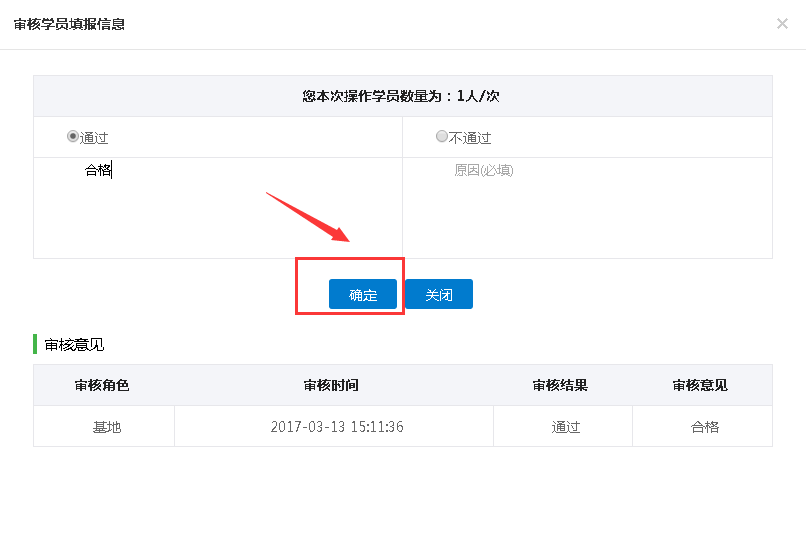 审核学员填报信息
您本次操作学员数量为：1人/次
通过 不通过
合格 原因(必填)
确定 关闭
审核意见
审核角色 审核时间 审核结果 审核意见
基地 2017-03-13 15:11:36 通过 合格